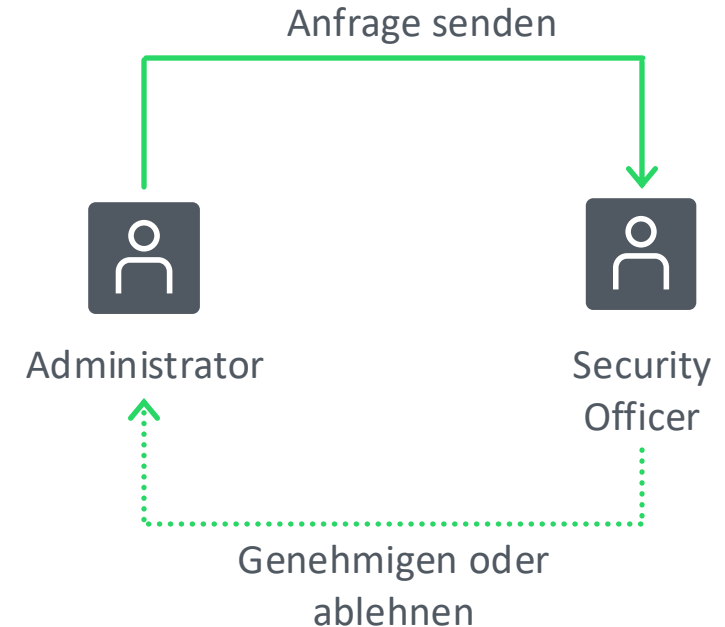 Anfrage senden
Administrator
Security
Officer
Genehmigen oder
ablehnen